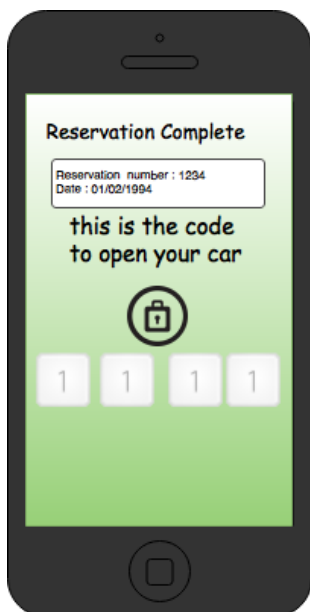 Reservation Complete
Reservation number : 1234
Date : 01/02/1994
this is the code
to open your car
1 1 1 1